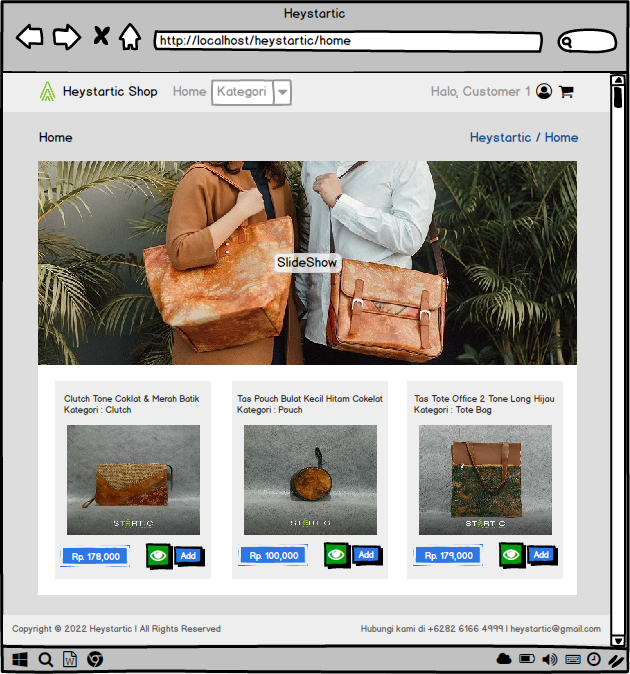 Heystartic
http://localhost/heystartic/home
Heystartic Shop Home Kategori Halo, Customer 1
Home Heystartic / Home
SlideShow
Clutch Tone Coklat & Merah Batik
Kategori : Clutch
START C
Rp. 178,000 Add
Tas Pouch Bulat Kecil Hitam Cokelat
Kategori : Pouch
Rp. 100,000 Add
Tas Tote Office 2 Tone Long Hijau
Kategori : Tote Bag
START C
Rp. 179,000 Add
Copyright © 2022 Heystartic | All Rights Reserved
Hubungi kami di +6282 6166 4999 | heystartic@gmail.com
W